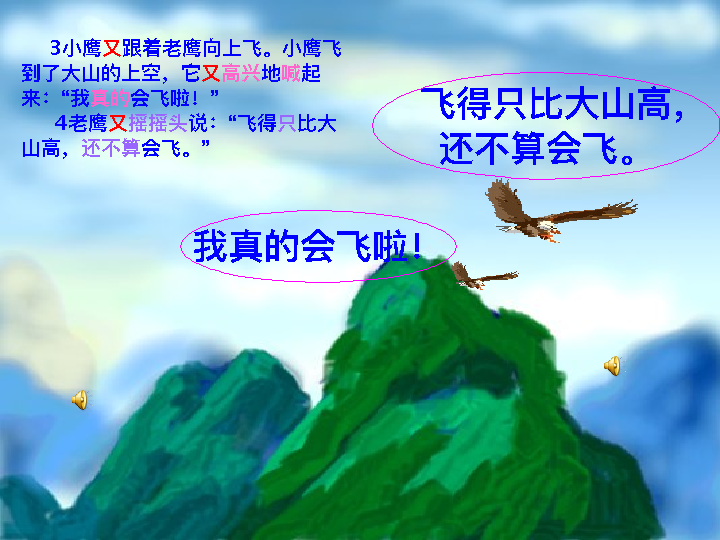 3小鹰又跟着老鹰向上飞。小鹰飞
到了大山的上空，它又高兴地喊起
来：“我真的会飞啦！”
4老鹰又摇摇头说：“飞得只比大
山高，还不算会飞。”
飞得只比大山高，
还不算会飞。
我真的会飞啦！